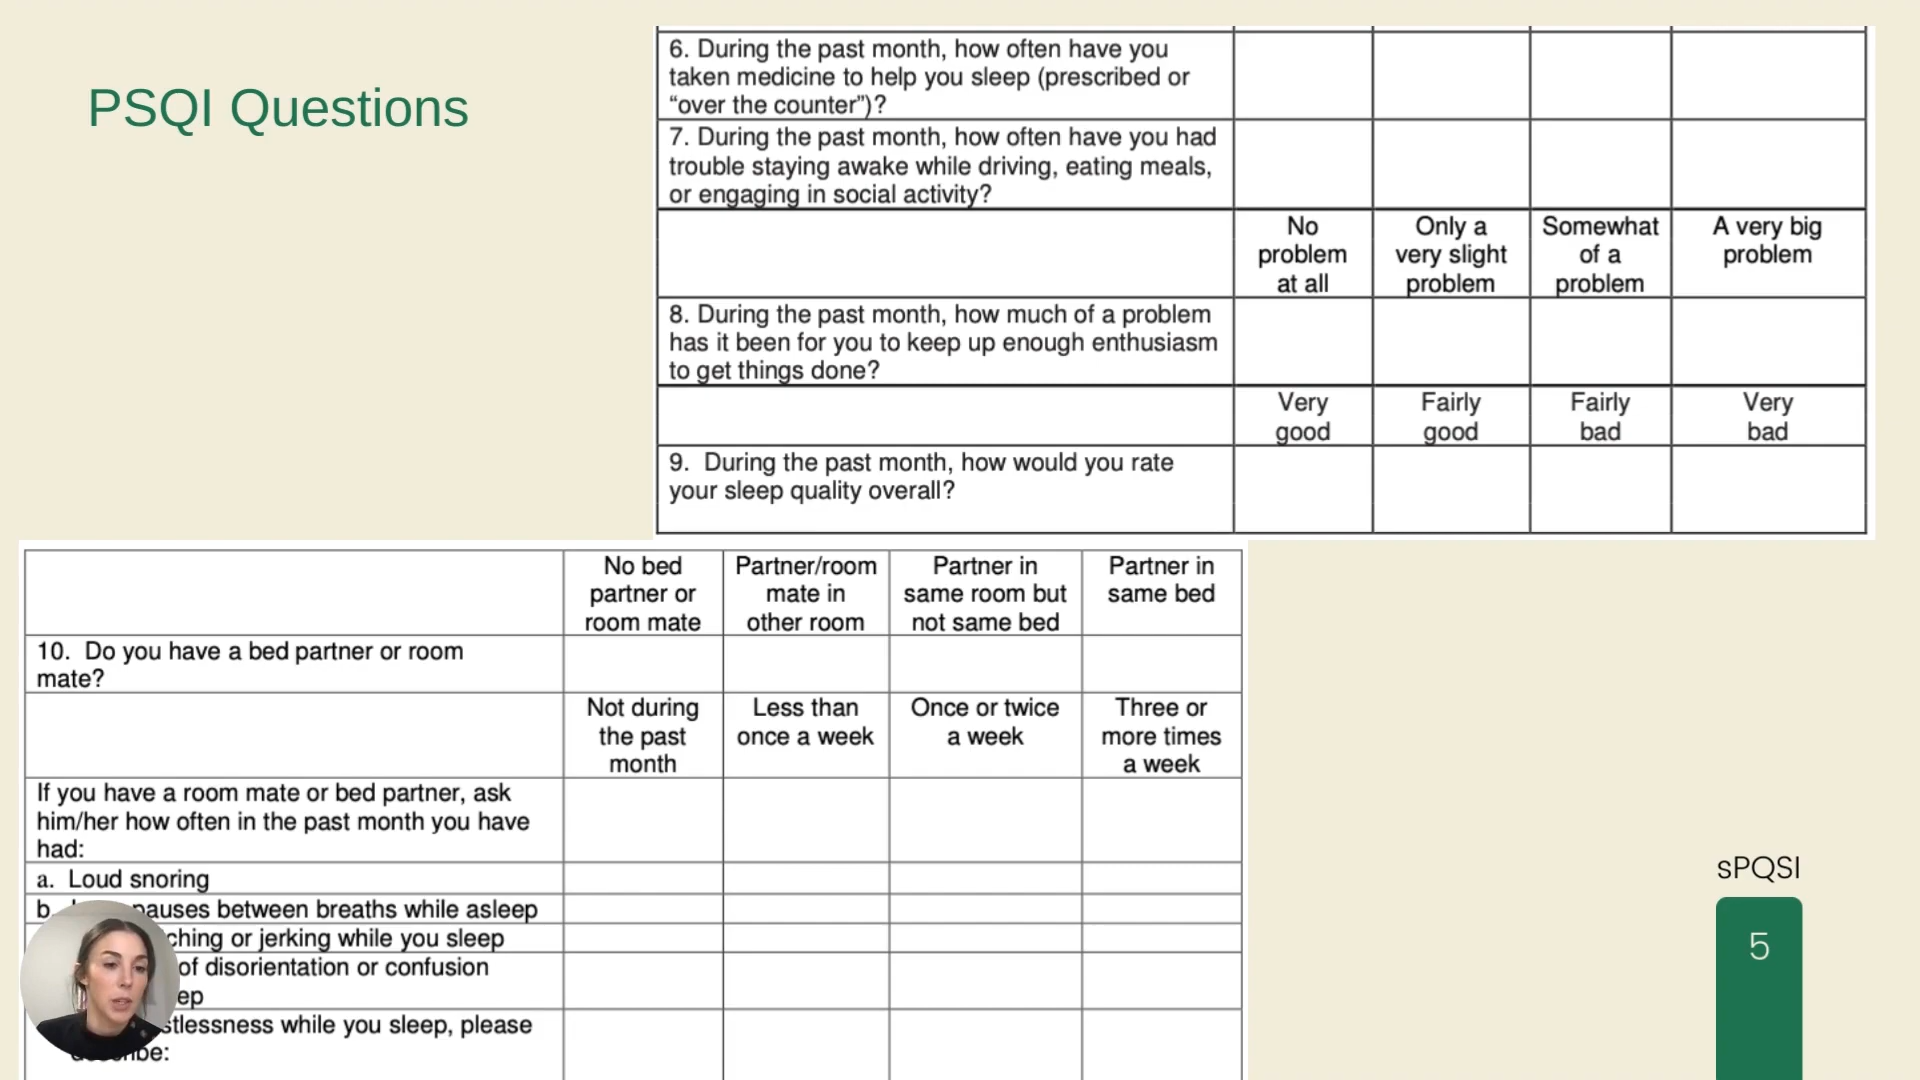 PSQI Questions
6. During the past month, how often have you
taken medicine to help you sleep (prescribed or
“over the counter”)?
7. During the past month, how often have you had
trouble staying awake while driving, eating meals,
or engaging in social activity?
No
problem
at all
Only a
very slight
problem
Somewhat
of a
problem
A very big
problem
8. During the past month, how much of a problem
has it been for you to keep up enough enthusiasm
to get things done?
Very
good
Fairly
good
Fairly
bad
Very
bad
9. During the past month, how would you rate
your sleep quality overall?
No bed
partner or
room mate
Partner/room
mate in
other room
Partner in
same room but
not same bed
Partner in
same bed
10. Do you have a bed partner or room
mate?
Not during
the past
month
Less than
once a week
Once or twice
a week
Three or
more times
a week
If you have a room mate or bed partner, ask
him/her how often in the past month you have
had:
a. Loud snoring
b. pauses between breaths while asleep
or jerking while you sleep
of disorientation or confusion
while you sleep, please
sPQSI
5